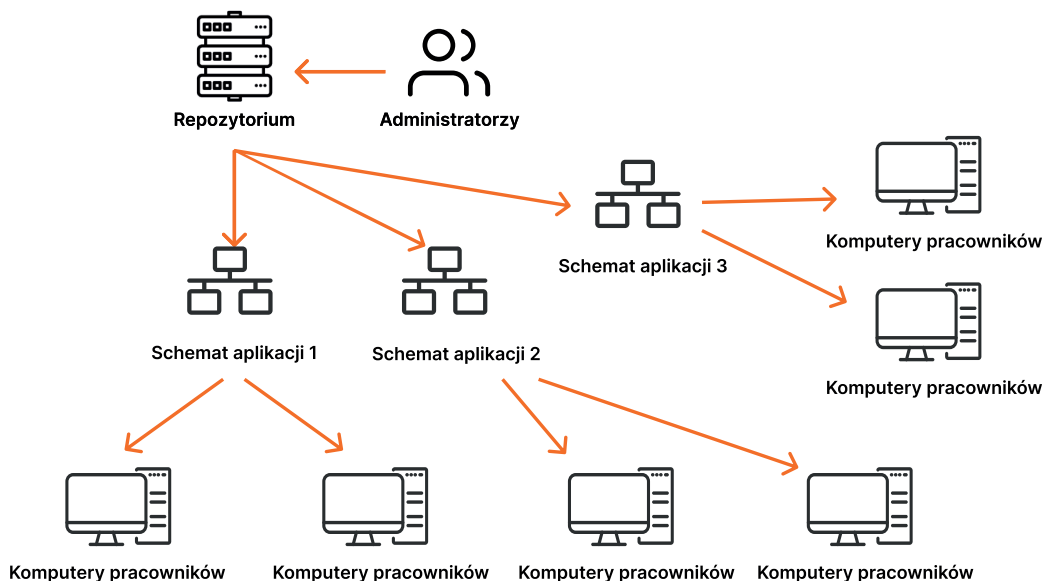 Repozytorium
Administratorzy
Komputery pracowników
Schemat aplikacji 3
Schemat aplikacji 1
Schemat aplikacji 2
Komputery pracowników
Komputery pracowników
Komputery pracowników
Komputery pracowników
Komputery pracowników